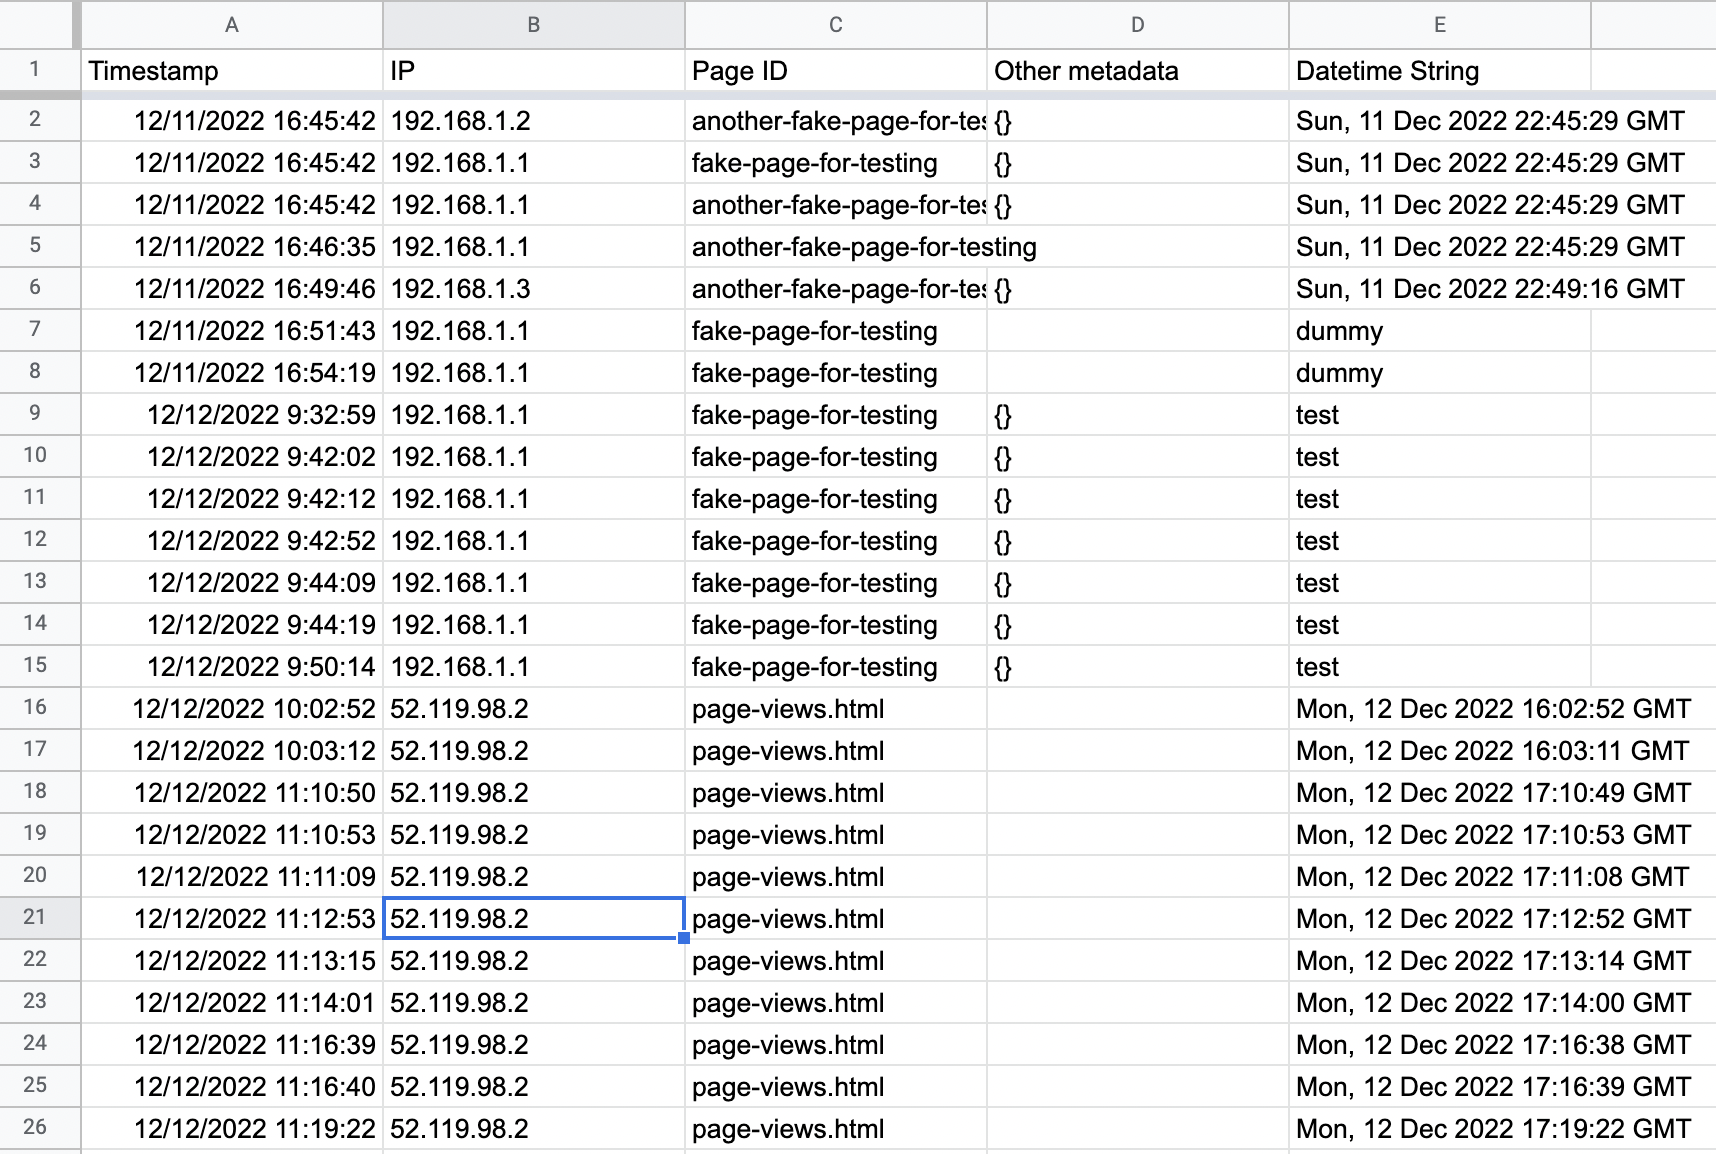 A B C D E
1 Timestamp IP Page ID Other metadata Datetime String
2 12/11/2022 16:45:42 192.168.1.2 another-fake-page-for-tes {} Sun, 11 Dec 2022 22:45:29 GMT
3 12/11/2022 16:45:42 192.168.1.1 fake-page-for-testing {} Sun, 11 Dec 2022 22:45:29 GMT
4 12/11/2022 16:45:42 192.168.1.1 another-fake-page-for-tes {} Sun, 11 Dec 2022 22:45:29 GMT
5 12/11/2022 16:46:35 192.168.1.1 another-fake-page-for-testing Sun, 11 Dec 2022 22:45:29 GMT
6 12/11/2022 16:49:46 192.168.1.3 another-fake-page-for-tes {} Sun, 11 Dec 2022 22:49:16 GMT
7 12/11/2022 16:51:43 192.168.1.1 fake-page-for-testing dummy
8 12/11/2022 16:54:19 192.168.1.1 fake-page-for-testing dummy
9 12/12/2022 9:32:59 192.168.1.1 fake-page-for-testing {} test
10 12/12/2022 9:42:02 192.168.1.1 fake-page-for-testing {} test
11 12/12/2022 9:42:12 192.168.1.1 fake-page-for-testing {} test
12 12/12/2022 9:42:52 192.168.1.1 fake-page-for-testing {} test
13 12/12/2022 9:44:09 192.168.1.1 fake-page-for-testing {} test
14 12/12/2022 9:44:19 192.168.1.1 fake-page-for-testing {} test
15 12/12/2022 9:50:14 192.168.1.1 fake-page-for-testing {} test
16 12/12/2022 10:02:52 52.119.98.2 page-views.html Mon, 12 Dec 2022 16:02:52 GMT
17 12/12/2022 10:03:12 52.119.98.2 page-views.html Mon, 12 Dec 2022 16:03:11 GMT
18 12/12/2022 11:10:50 52.119.98.2 page-views.html Mon, 12 Dec 2022 17:10:49 GMT
19 12/12/2022 11:10:53 52.119.98.2 page-views.html Mon, 12 Dec 2022 17:10:53 GMT
20 12/12/2022 11:11:09 52.119.98.2 page-views.html Mon, 12 Dec 2022 17:11:08 GMT
21 12/12/2022 11:12:53 52.119.98.2 page-views.html Mon, 12 Dec 2022 17:12:52 GMT
22 12/12/2022 11:13:15 52.119.98.2 page-views.html Mon, 12 Dec 2022 17:13:14 GMT
23 12/12/2022 11:14:01 52.119.98.2 page-views.html Mon, 12 Dec 2022 17:14:00 GMT
24 12/12/2022 11:16:39 52.119.98.2 page-views.html Mon, 12 Dec 2022 17:16:38 GMT
25 12/12/2022 11:16:40 52.119.98.2 page-views.html Mon, 12 Dec 2022 17:16:39 GMT
26 12/12/2022 11:19:22 52.119.98.2 page-views.html Mon, 12 Dec 2022 17:19:22 GMT